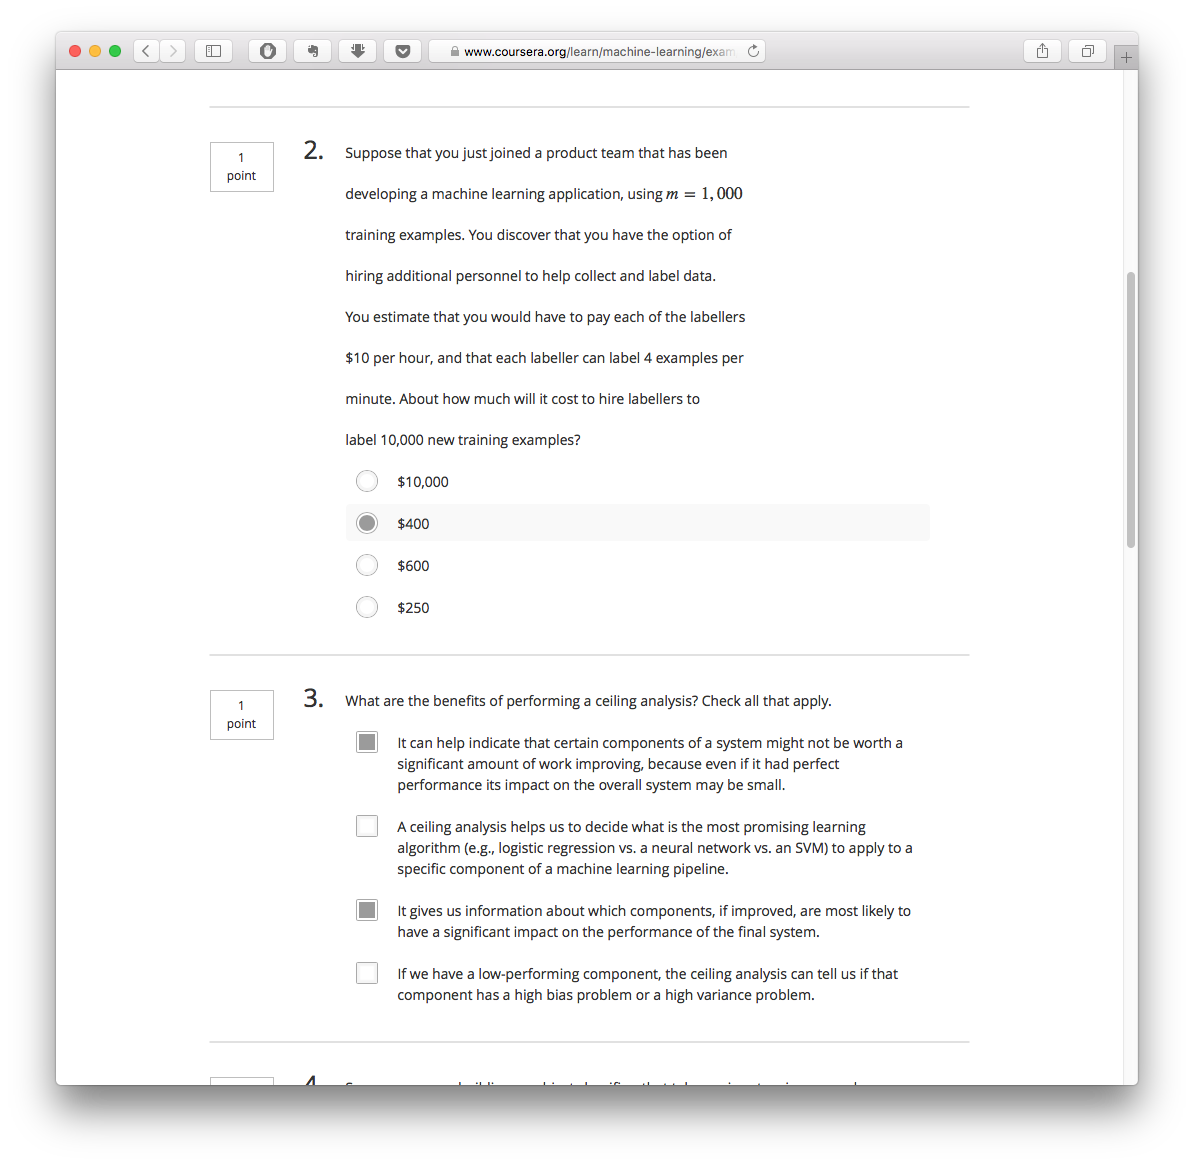 www.coursera.org/learn/machine-learning/exam
1
point
2.
Suppose that you just joined a product team that has been
developing a machine learning application, using m = 1, 000
training examples. You discover that you have the option of
hiring additional personnel to help collect and label data.
You estimate that you would have to pay each of the labellers
$10 per hour, and that each labeller can label 4 examples per
minute. About how much will it cost to hire labellers to
label 10,000 new training examples?
$10,000
$400
$600
$250
1
point
3.
What are the benefits of performing a ceiling analysis? Check all that apply.
It can help indicate that certain components of a system might not be worth a
significant amount of work improving, because even if it had perfect
performance its impact on the overall system may be small.
A ceiling analysis helps us to decide what is the most promising learning
algorithm (e.g., logistic regression vs. a neural network vs. an SVM) to apply to a
specific component of a machine learning pipeline.
It gives us information about which components, if improved, are most likely to
have a significant impact on the performance of the final system.
If we have a low-performing component, the ceiling analysis can tell us if that
component has a high bias problem or a high variance problem.